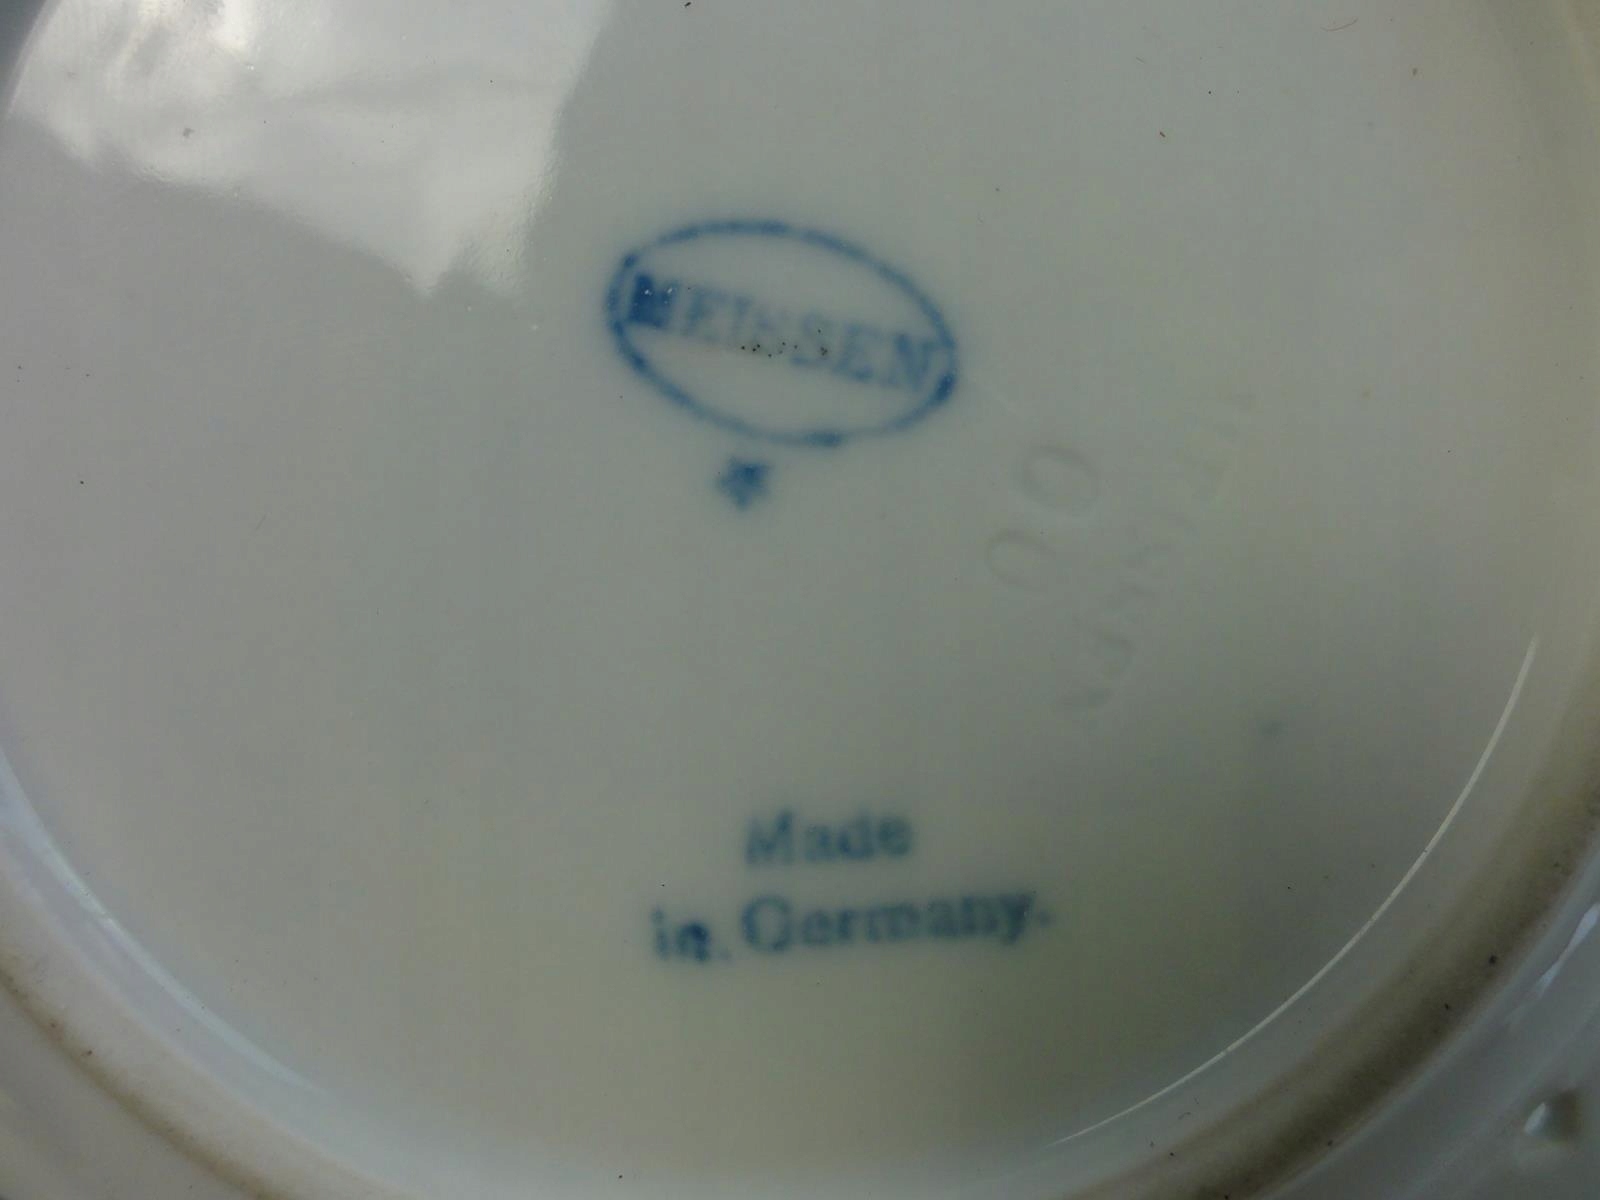 MEISSEN
Made
in. Germany.